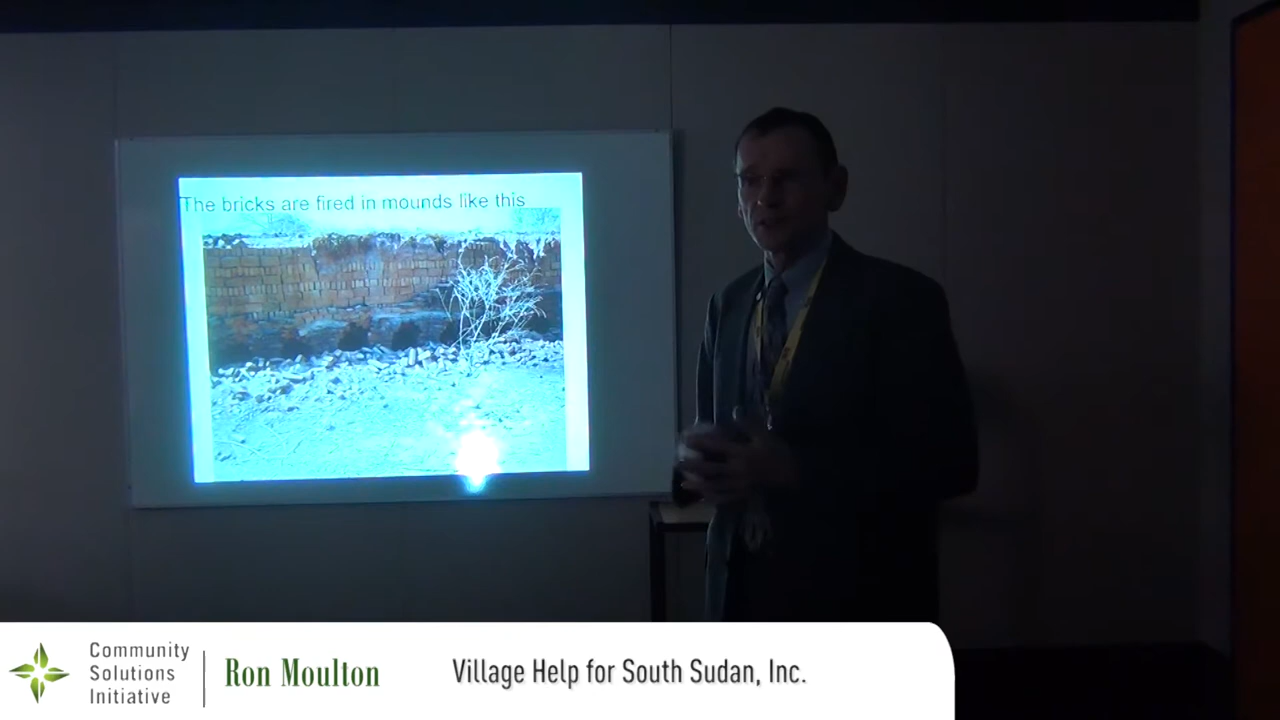 The bricks are fired in mounds like this
Community
Solutions
Initiative
Ron Moulton
Village Help for South Sudan, Inc.